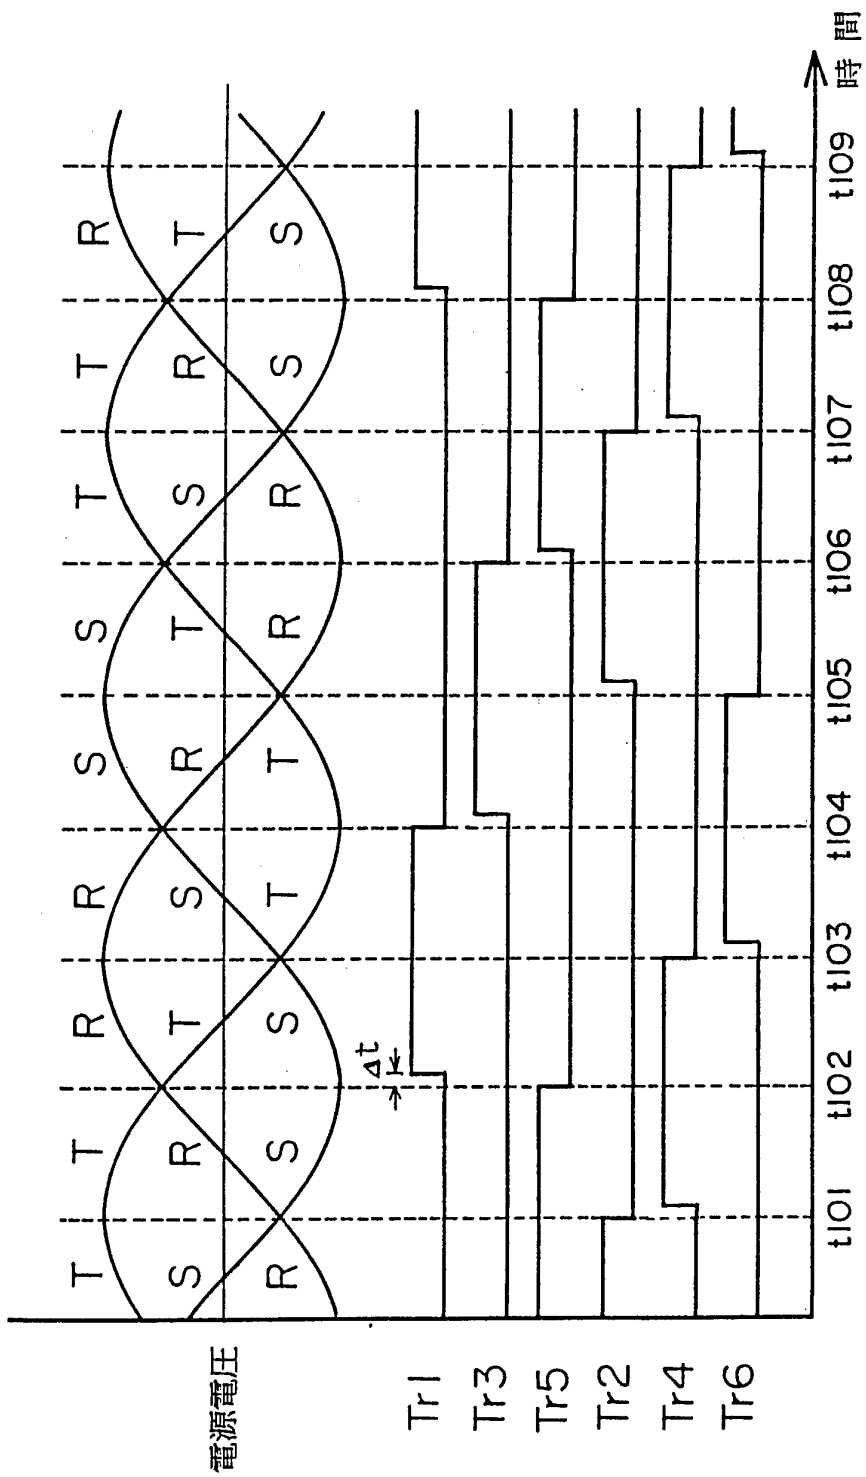 T T R R S S T T R
S R T S R T S R T
電源電圧
R S S T T R R S S
Δt
Tr1
Tr3
Tr5
Tr2
Tr4
Tr6
t101 t102 t103 t104 t105 t106 t107 t108 t109
時間